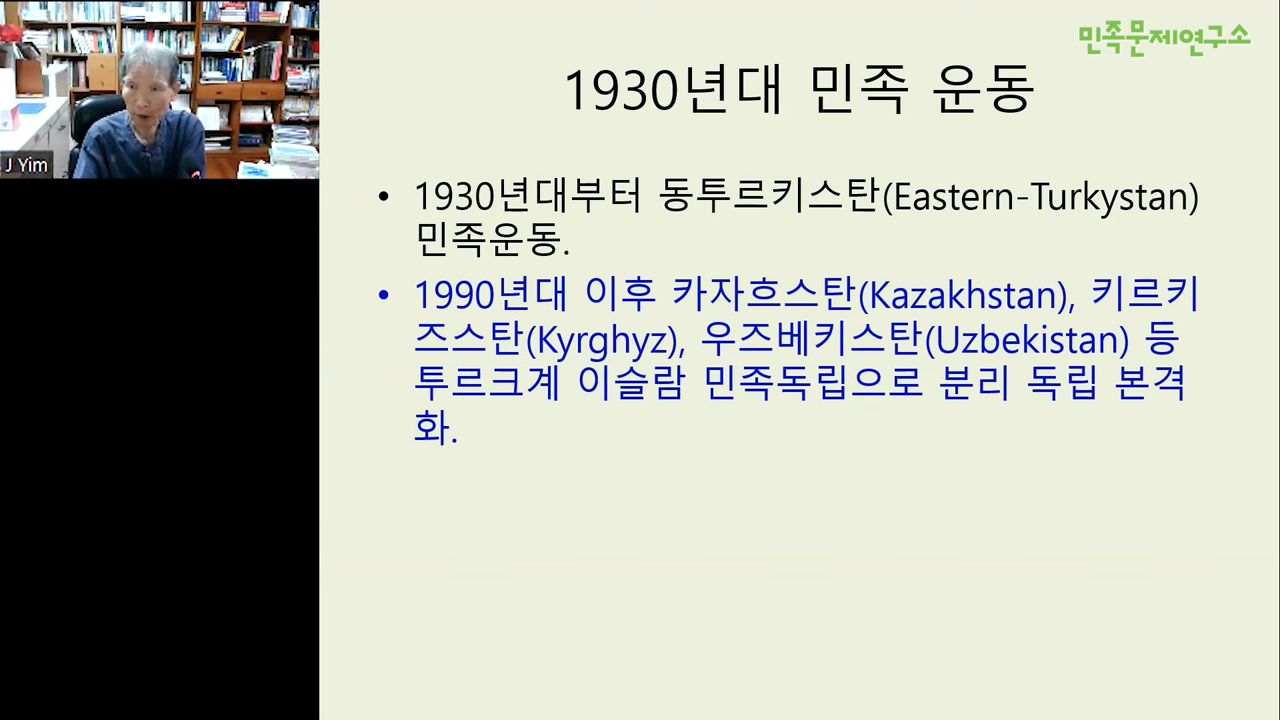 민족문제연구소
1930년대 민족 운동
J Yim
• 1930년대부터 동투르키스탄(Eastern-Turkystan)
민족운동.
• 1990년대 이후 카자흐스탄(Kazakhstan), 키르키
즈스탄(Kyrghyz), 우즈베키스탄(Uzbekistan) 등
투르크계 이슬람 민족독립으로 분리 독립 본격
화.